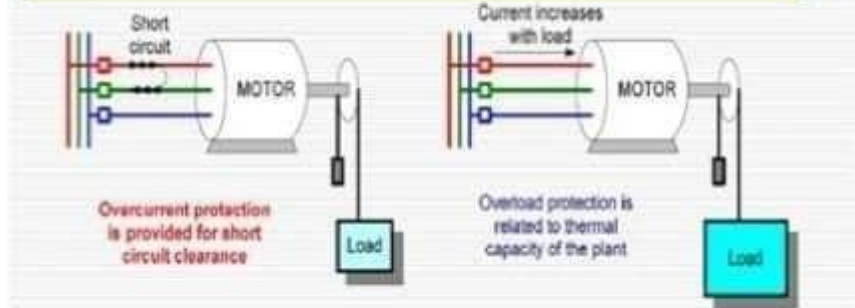 Short
circuit
MOTOR
Overcurrent protection
is provided for short
circuit clearance
Load
Current increases
with load
MOTOR
Overload protection is
related to thermal
capacity of the plant
Load